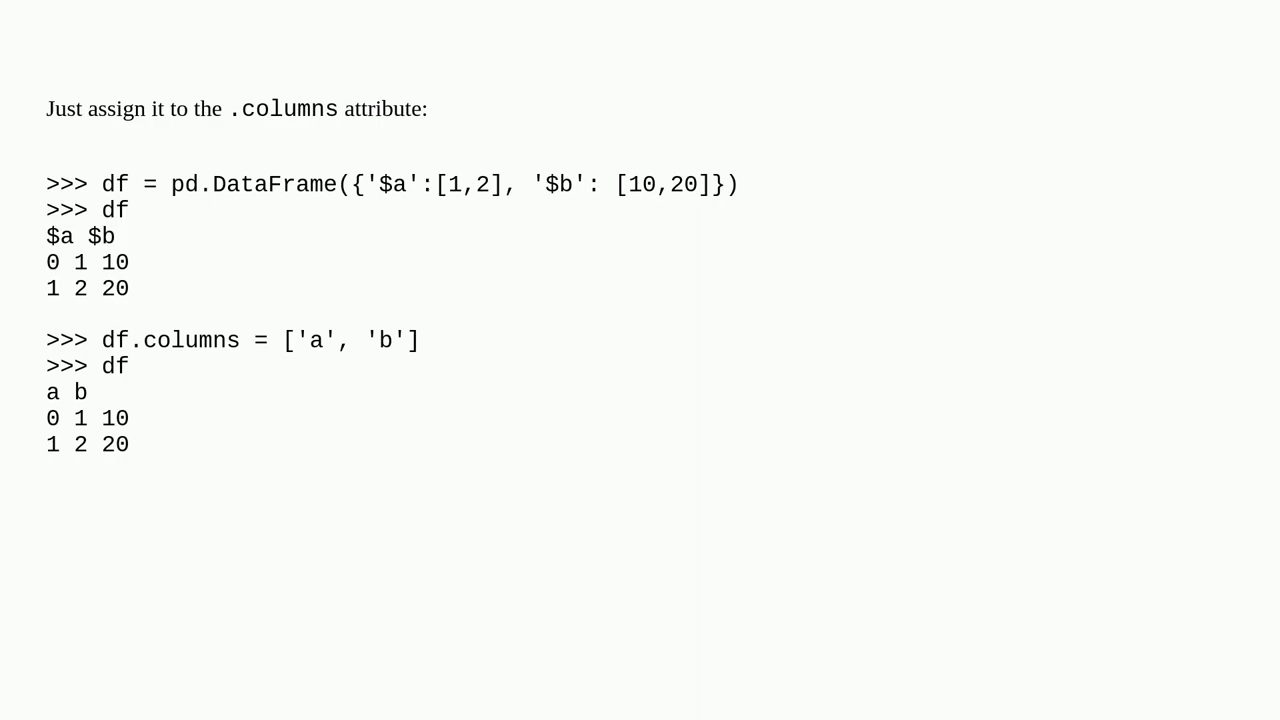 Just assign it to the .columns attribute:
>>> df = pd.DataFrame({'$a':[1,2], '$b': [10,20]})
>>> df
$a $b
0 1 10
1 2 20
>>> df.columns = ['a', 'b']
>>> df
a b
0 1 10
1 2 20